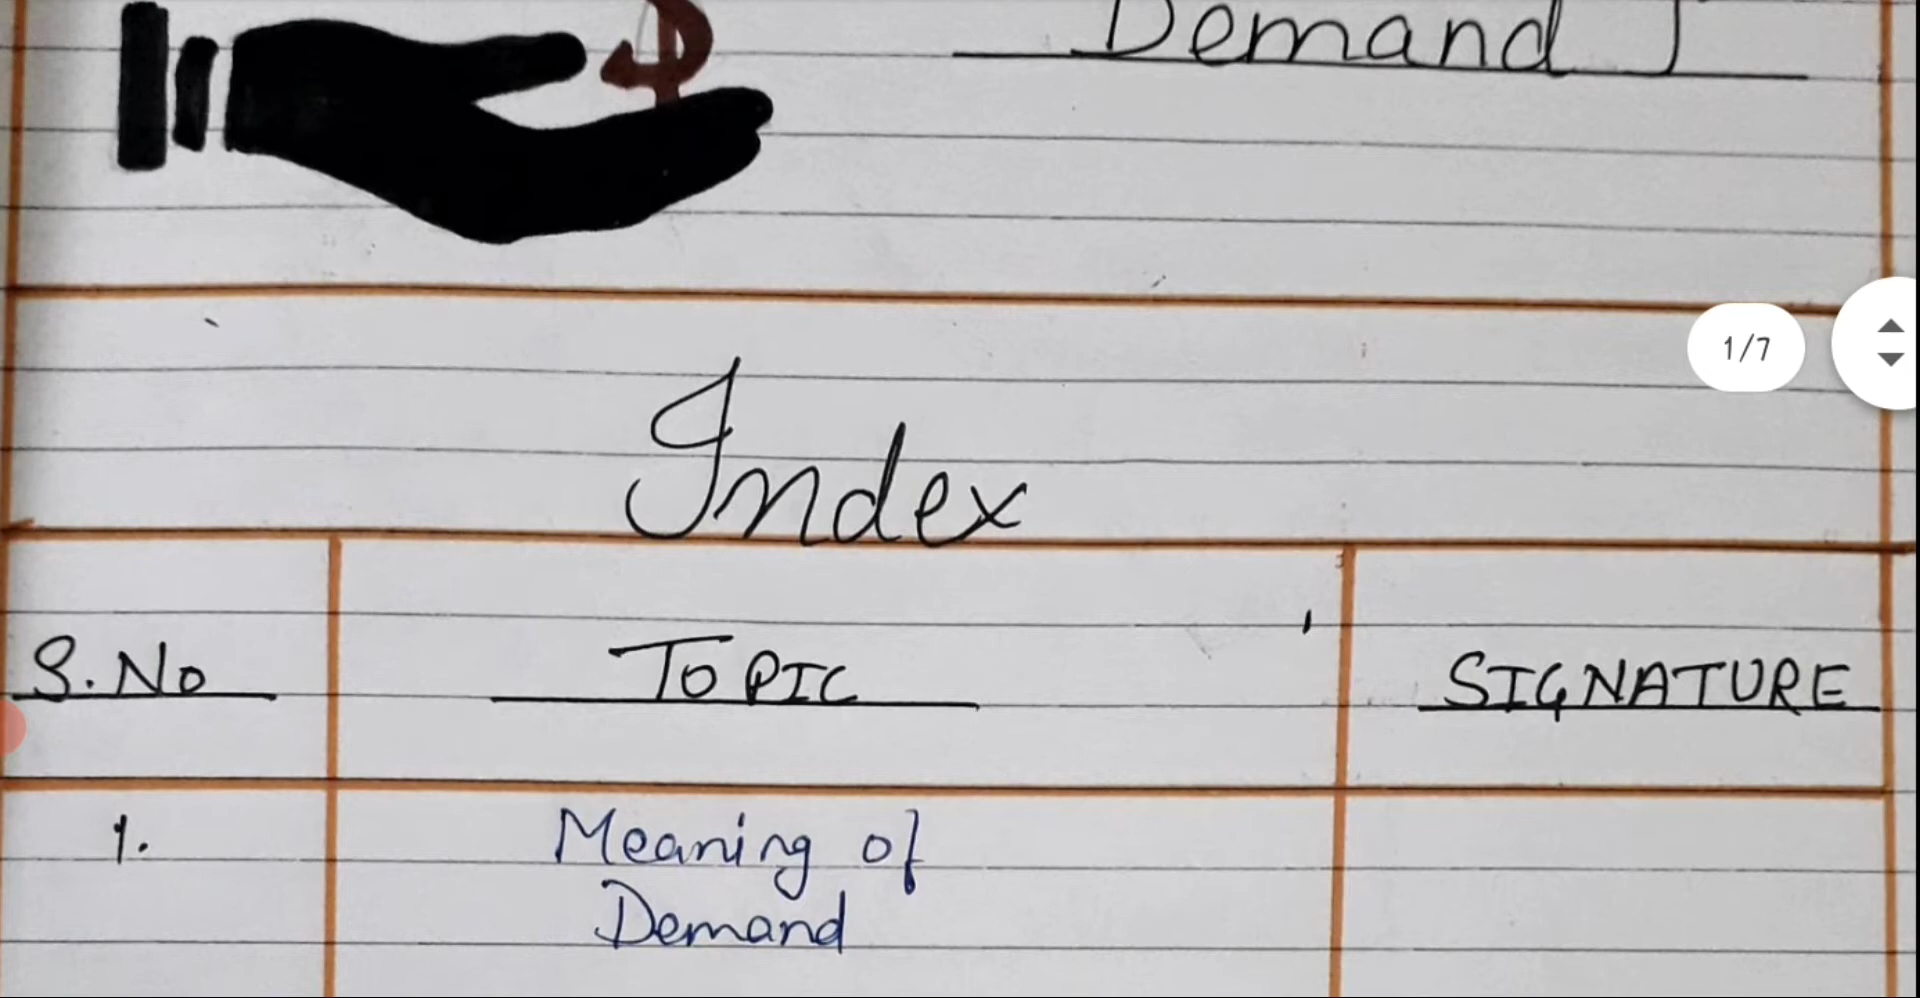 Demand
Index
S.No TOPIC SIGNATURE
1. Meaning of
Demand
1/7